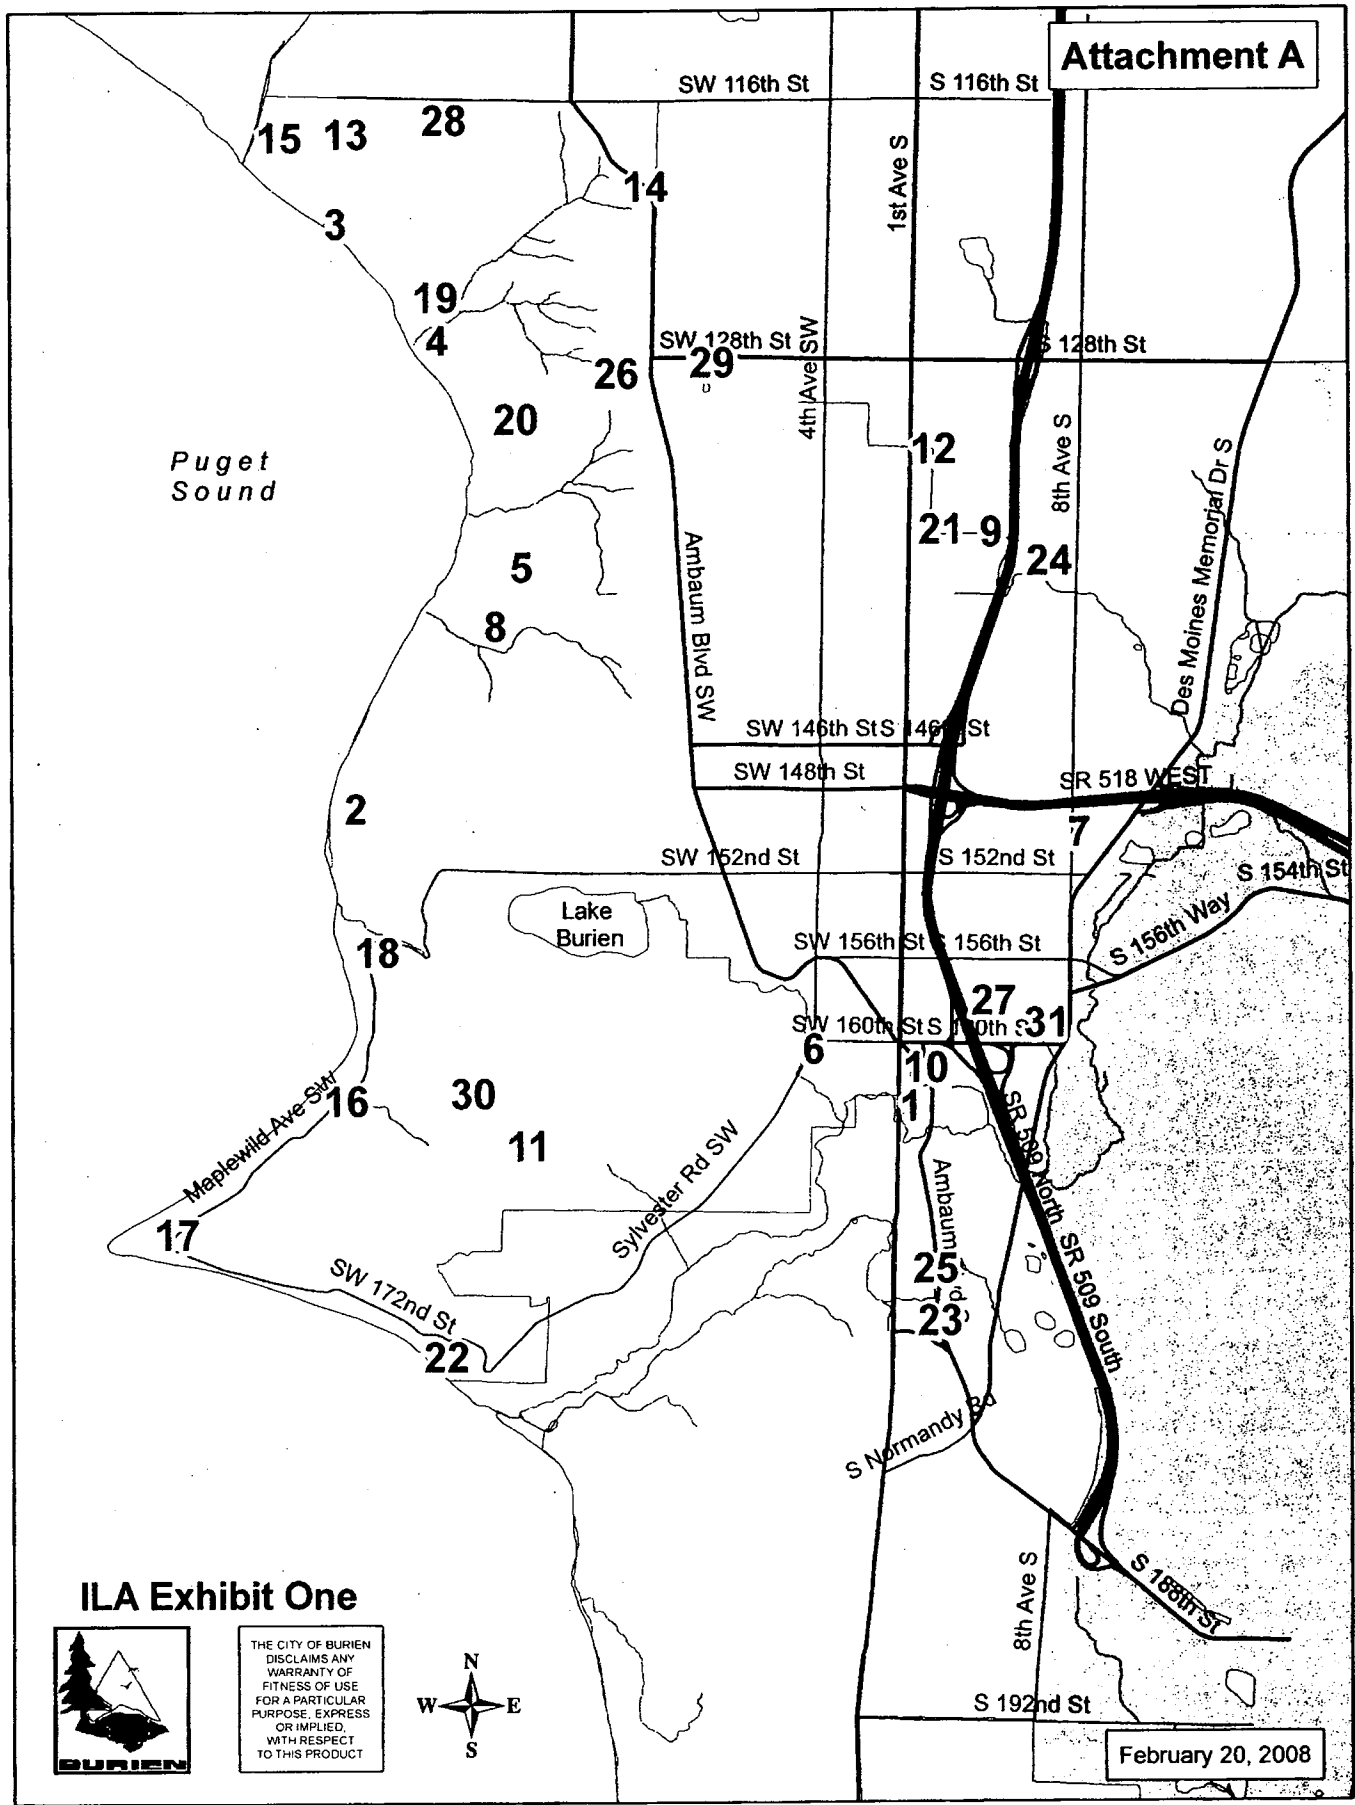 Attachment A
SW 116th St
S 116th St
28
15
13
1st Ave S
14
3
19
4
SW 128th St
S 128th St
4th Ave SW
29
26
20
12
8th Ave S
Des Moines Memorial Dr S
Puget
Sound
21
9
24
5
Ambaum Blvd SW
8
SW 146th St
S 146th St
SW 148th St
SR 518 WEST
2
7
SW 152nd St
S 152nd St
S 154th St
Lake
Burien
S 156th Way
18
SW 156th St
S 156th St
27
31
SW 160th St
S 160th St
6
10
Maplewild Ave SW
16
30
1
SR 509 North
11
Sylvester Rd SW
Ambaum
17
25
SR 509 South
SW 172nd St
23
22
S Normandy Rd
S 188th St
8th Ave S
ILA Exhibit One
BURIEN
THE CITY OF BURIEN
DISCLAIMS ANY
WARRANTY OF
FITNESS OF USE
FOR A PARTICULAR
PURPOSE, EXPRESS
OR IMPLIED,
WITH RESPECT
TO THIS PRODUCT
N
W
E
S
S 192nd St
February 20, 2008